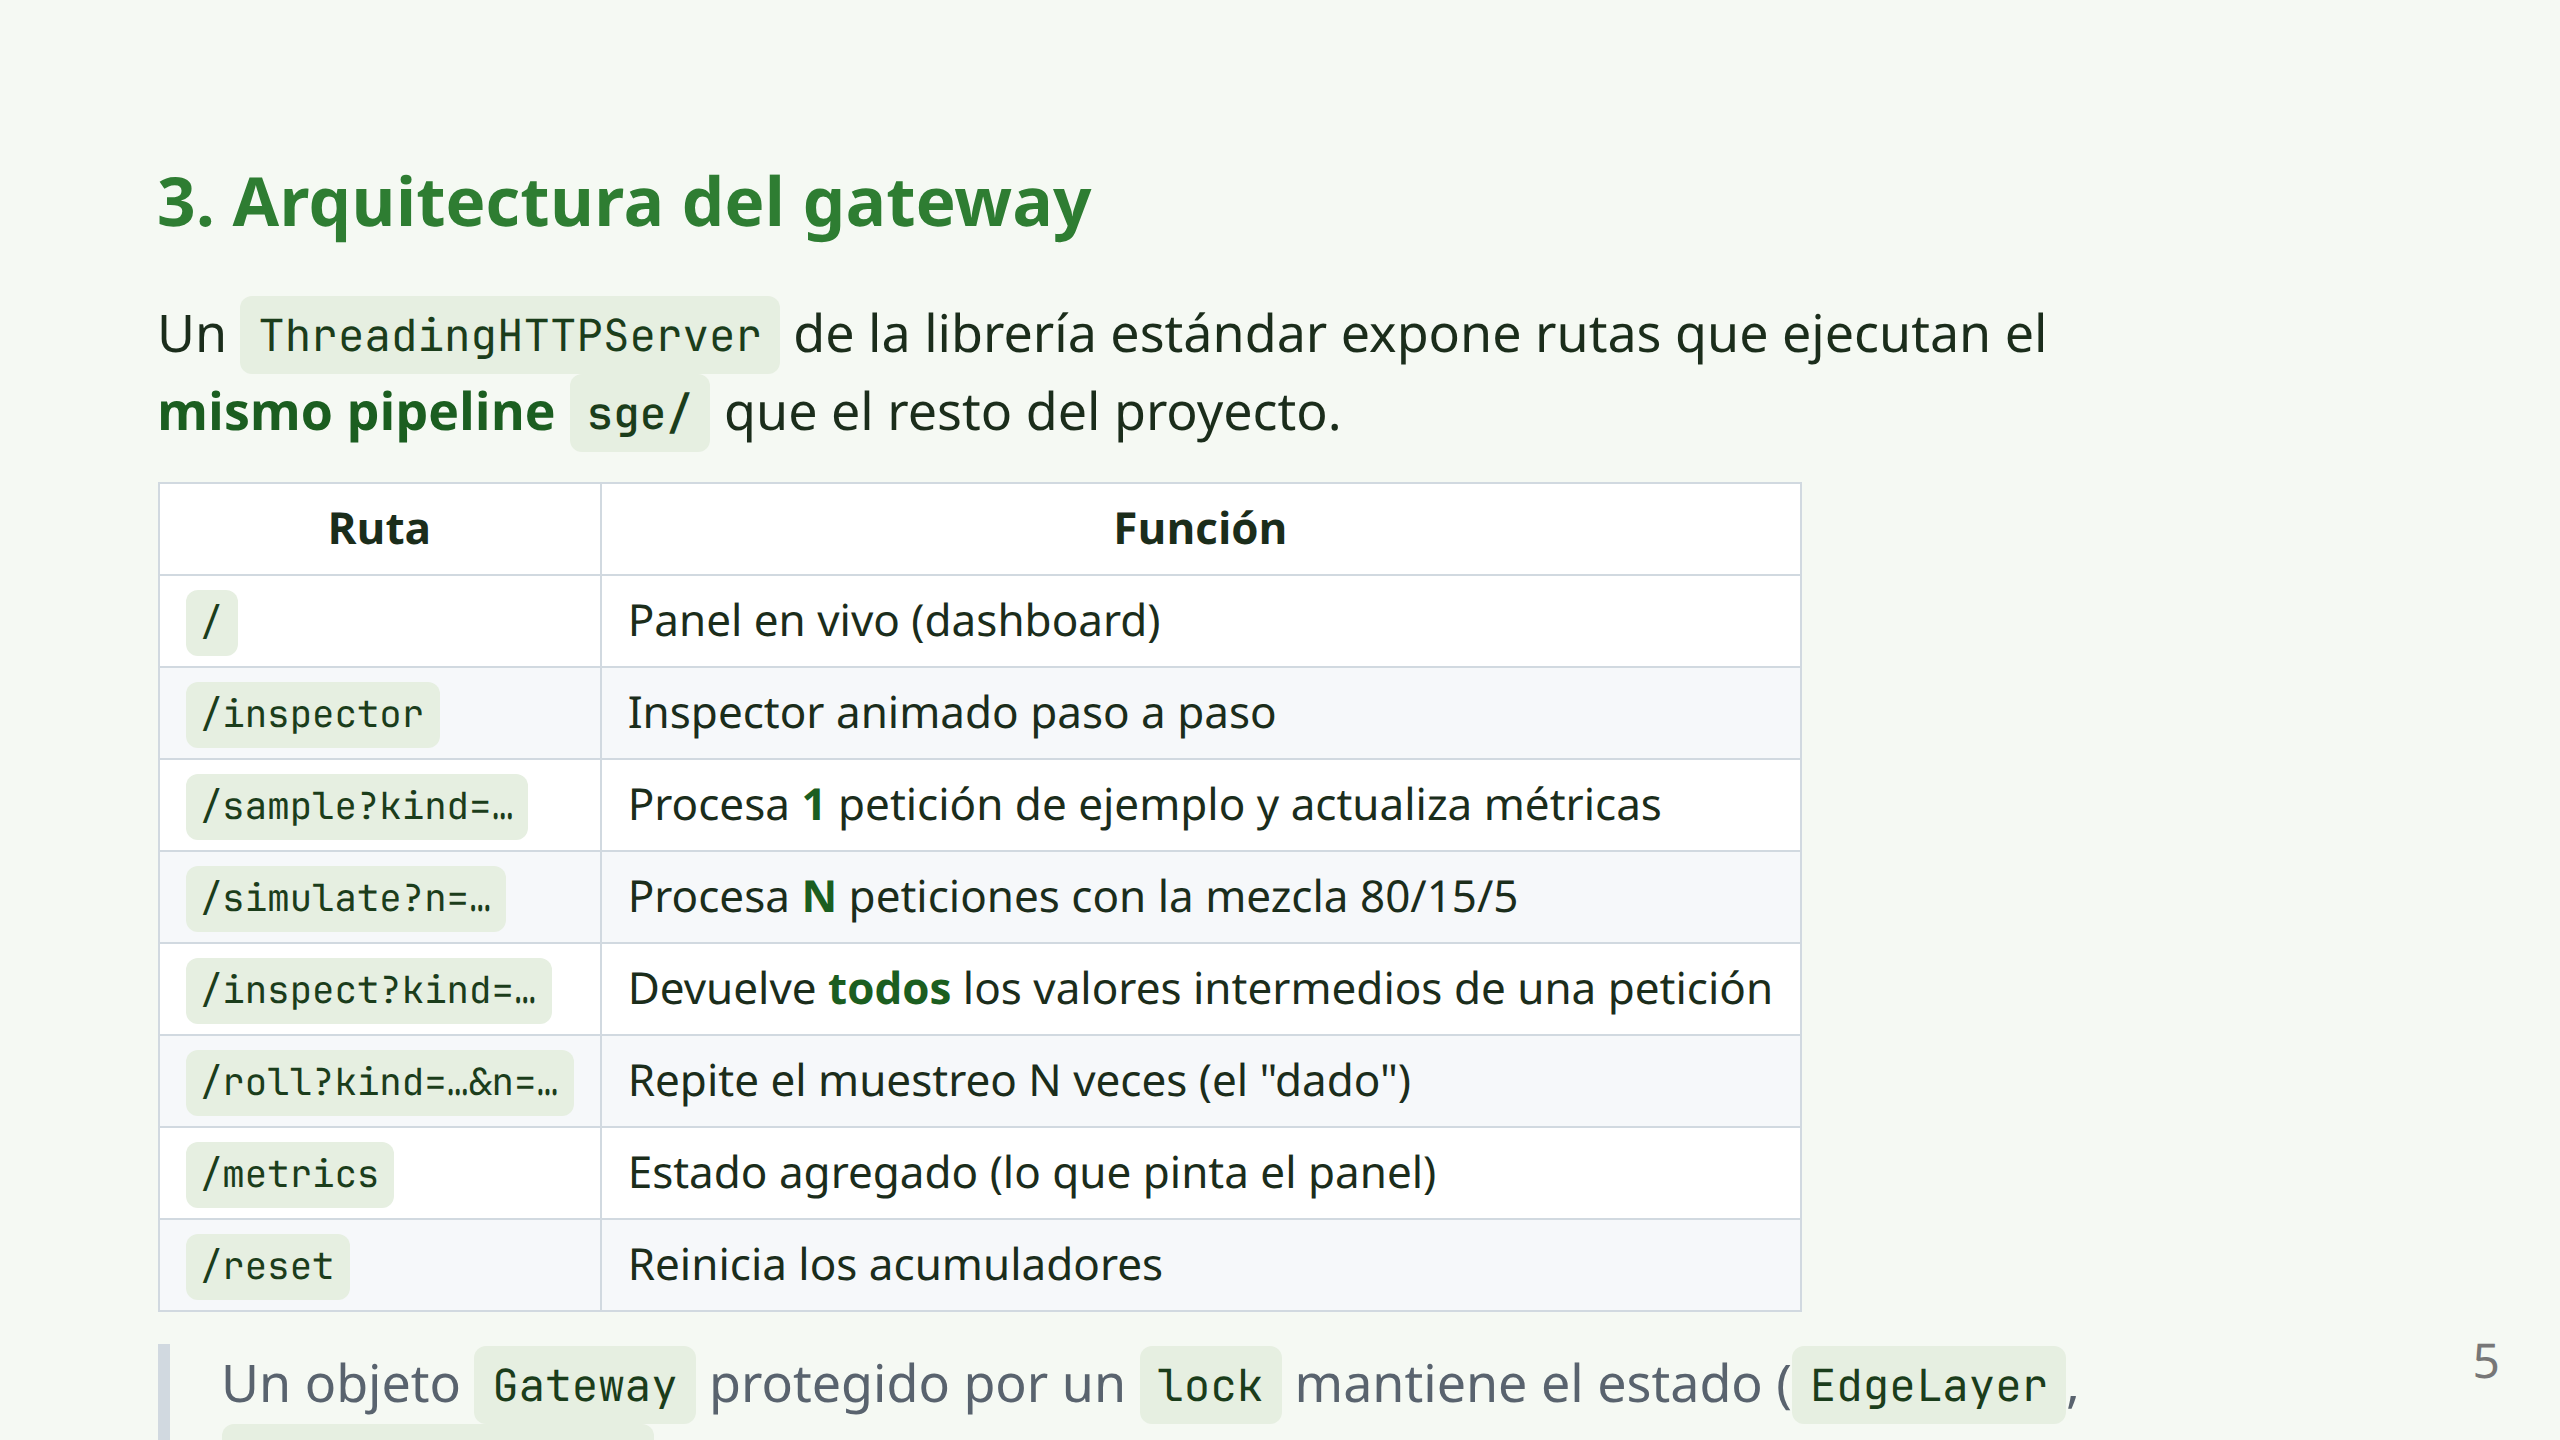 3. Arquitectura del gateway
Un ThreadingHTTPServer de la librería estándar expone rutas que ejecutan el
mismo pipeline sge/ que el resto del proyecto.
Ruta Función
/ Panel en vivo (dashboard)
/inspector Inspector animado paso a paso
/sample?kind=… Procesa 1 petición de ejemplo y actualiza métricas
/simulate?n=… Procesa N peticiones con la mezcla 80/15/5
/inspect?kind=… Devuelve todos los valores intermedios de una petición
/roll?kind=…&n=… Repite el muestreo N veces (el "dado")
/metrics Estado agregado (lo que pinta el panel)
/reset Reinicia los acumuladores
Un objeto Gateway protegido por un lock mantiene el estado (EdgeLayer,
5